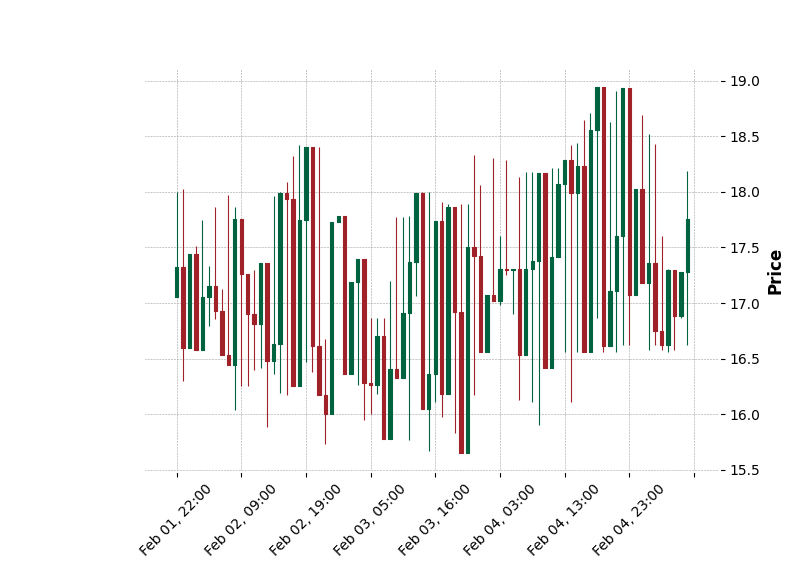 19.0
18.5
18.0
17.5
17.0
16.5
16.0
15.5
Price
Feb 01, 22:00
Feb 02, 09:00
Feb 02, 19:00
Feb 03, 05:00
Feb 03, 16:00
Feb 04, 03:00
Feb 04, 13:00
Feb 04, 23:00